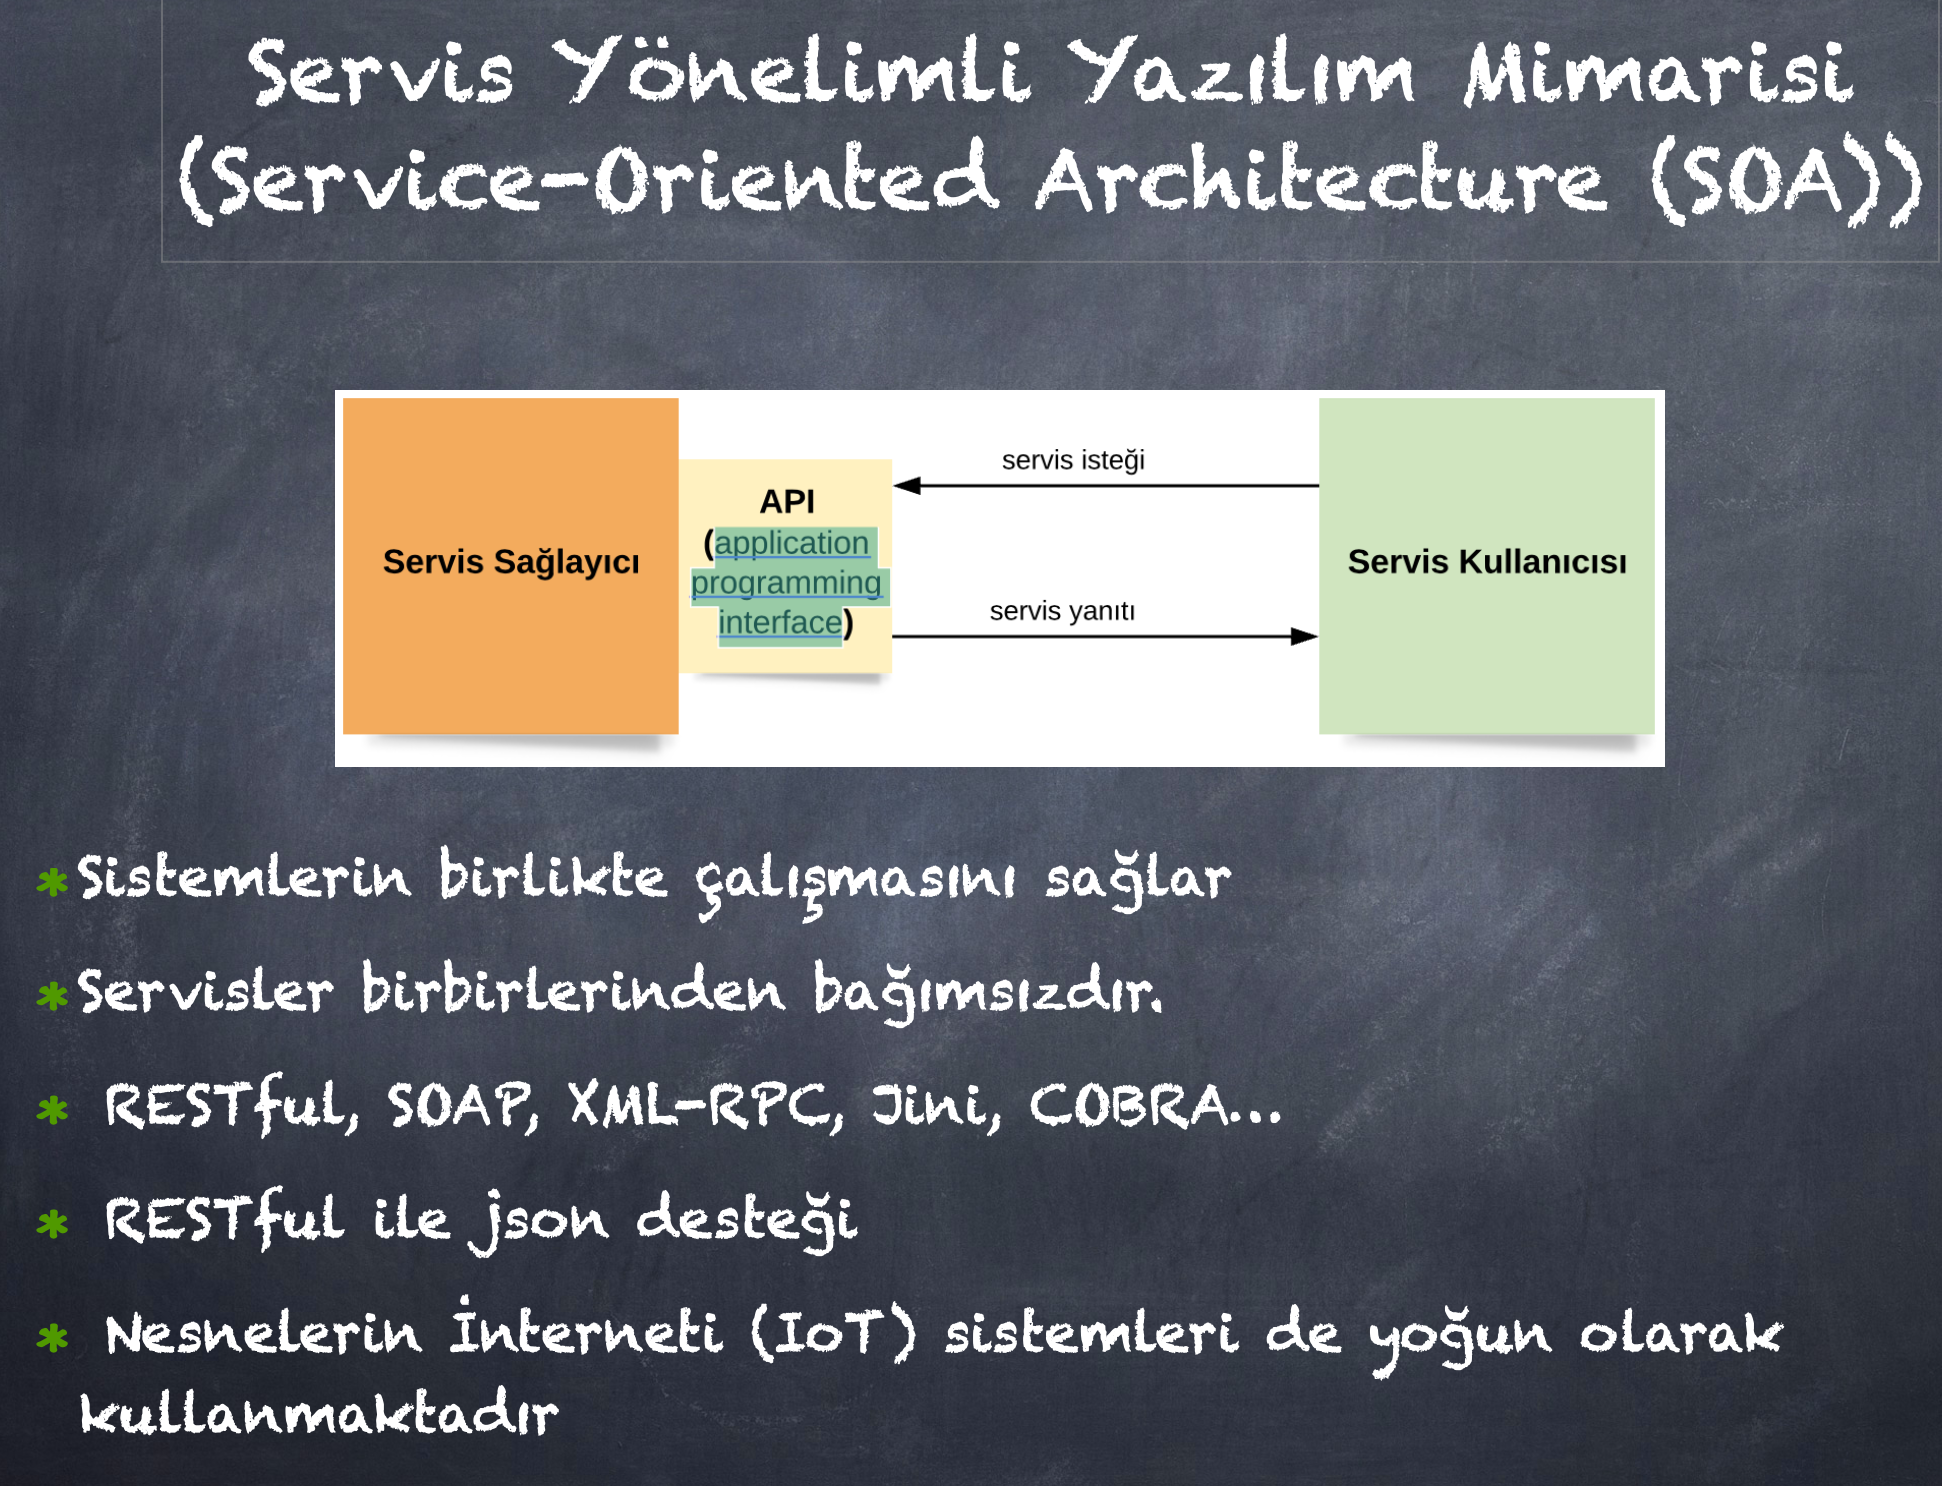 Servis Yönelimli Yazılım Mimarisi
(Service-Oriented Architecture (SOA))
Servis Sağlayıcı
API
(application
programming
interface)
servis isteği
servis yanıtı
Servis Kullanıcısı
* Sistemlerin birlikte çalışmasını sağlar
* Servisler birbirlerinden bağımsızdır.
* RESTful, SOAP, XML-RPC, Jini, COBRA...
* RESTful ile json desteği
* Nesnelerin İnterneti (IoT) sistemleri de yoğun olarak
kullanmaktadır